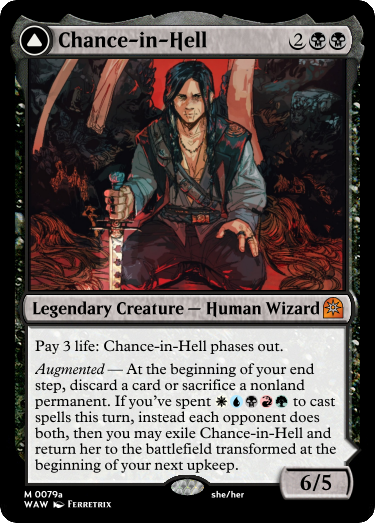 Chance-in-Hell 2
Legendary Creature — Human Wizard
Pay 3 life: Chance-in-Hell phases out.
Augmented — At the beginning of your end
step, discard a card or sacrifice a nonland
permanent. If you've spent to cast
spells this turn, instead each opponent does
both, then you may exile Chance-in-Hell and
return her to the battlefield transformed at the
beginning of your next upkeep.
6/5
M 0079a
she/her
WAW Ferretrix